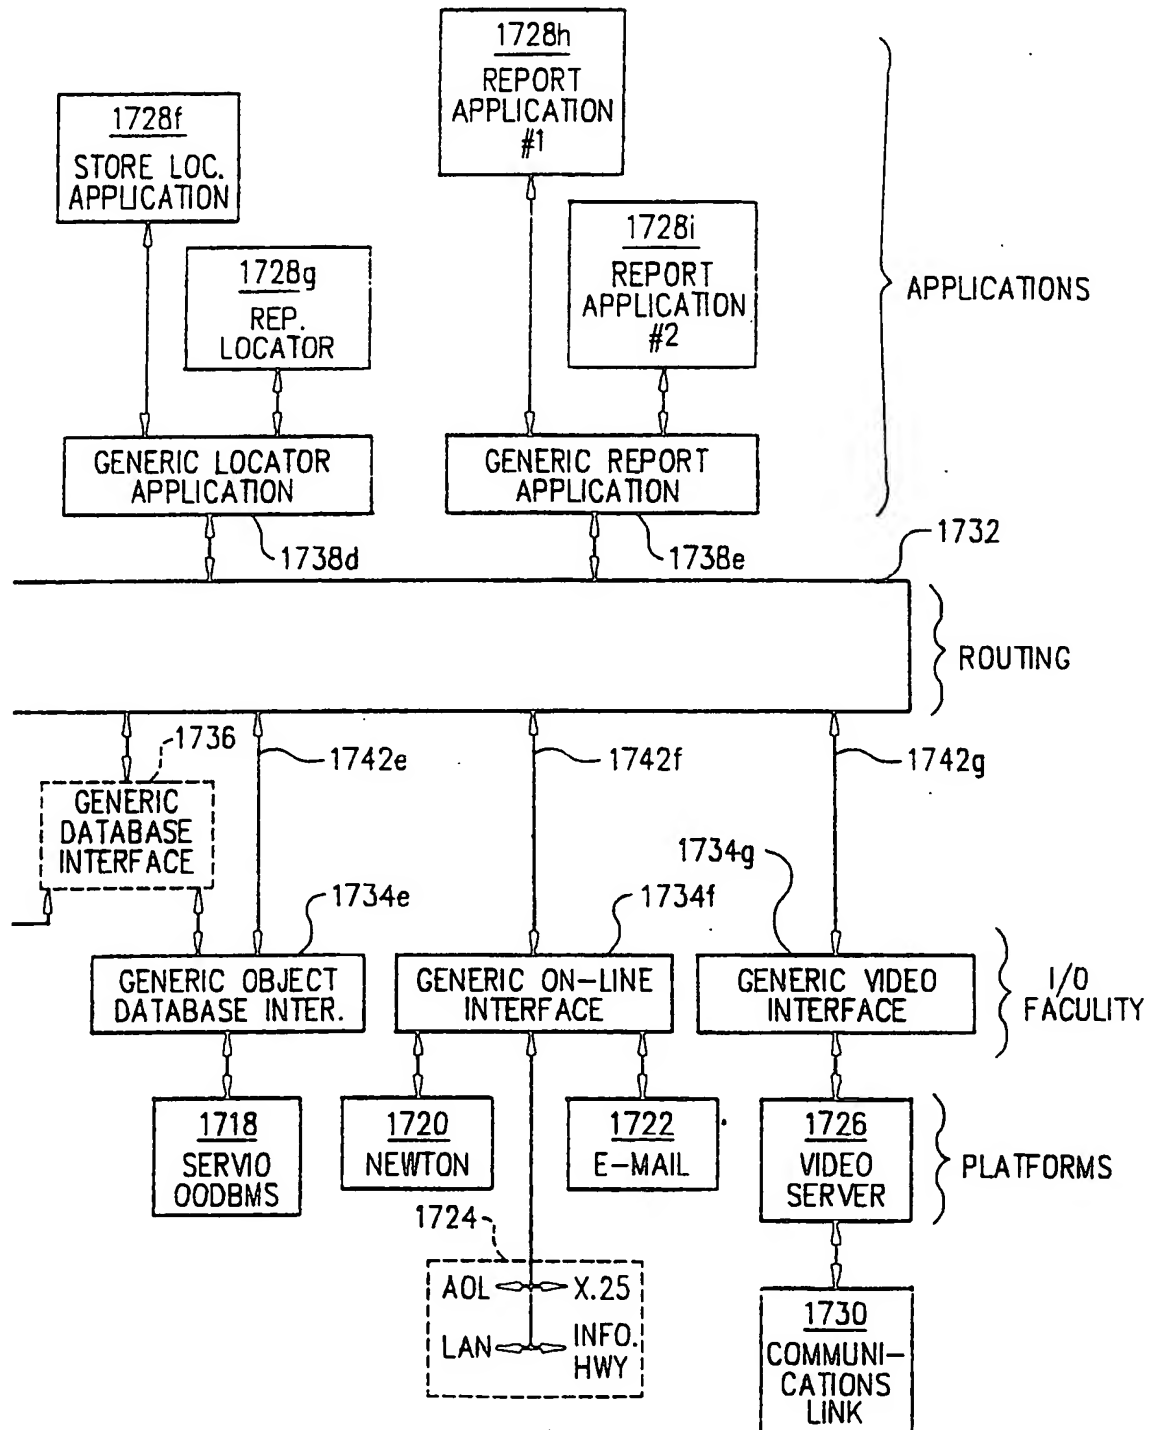 1728h
REPORT
APPLICATION
#1
1728f
STORE LOC.
APPLICATION
1728i
REPORT
APPLICATION
#2
1728g
REP.
LOCATOR
APPLICATIONS
GENERIC LOCATOR
APPLICATION
GENERIC REPORT
APPLICATION
1738d
1738e
1732
ROUTING
1736
1742e
1742f
1742g
GENERIC
DATABASE
INTERFACE
1734e
1734f
1734g
GENERIC OBJECT
DATABASE INTER.
GENERIC ON-LINE
INTERFACE
GENERIC VIDEO
INTERFACE
I/O
FACULITY
1718
SERVIO
OODBMS
1720
NEWTON
1722
E-MAIL
1726
VIDEO
SERVER
PLATFORMS
1724
AOL
X.25
LAN
INFO.
HWY
1730
COMMUNI-
CATIONS
LINK